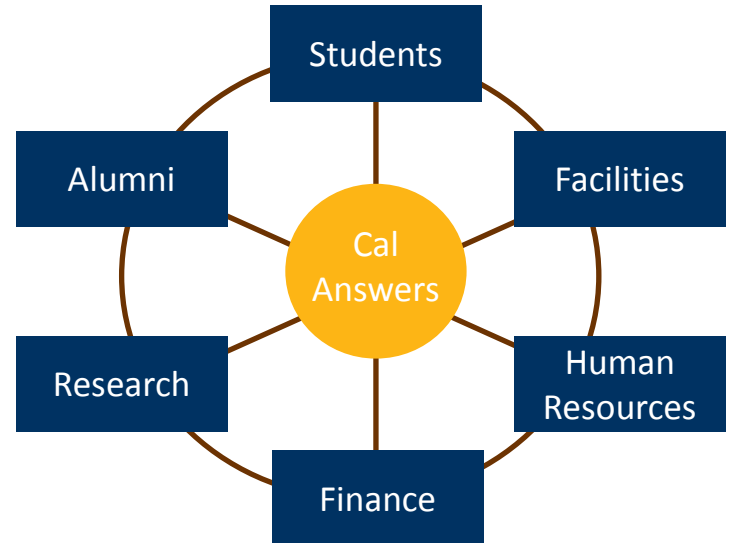 Students
Alumni
Facilities
Cal
Answers
Research
Human
Resources
Finance